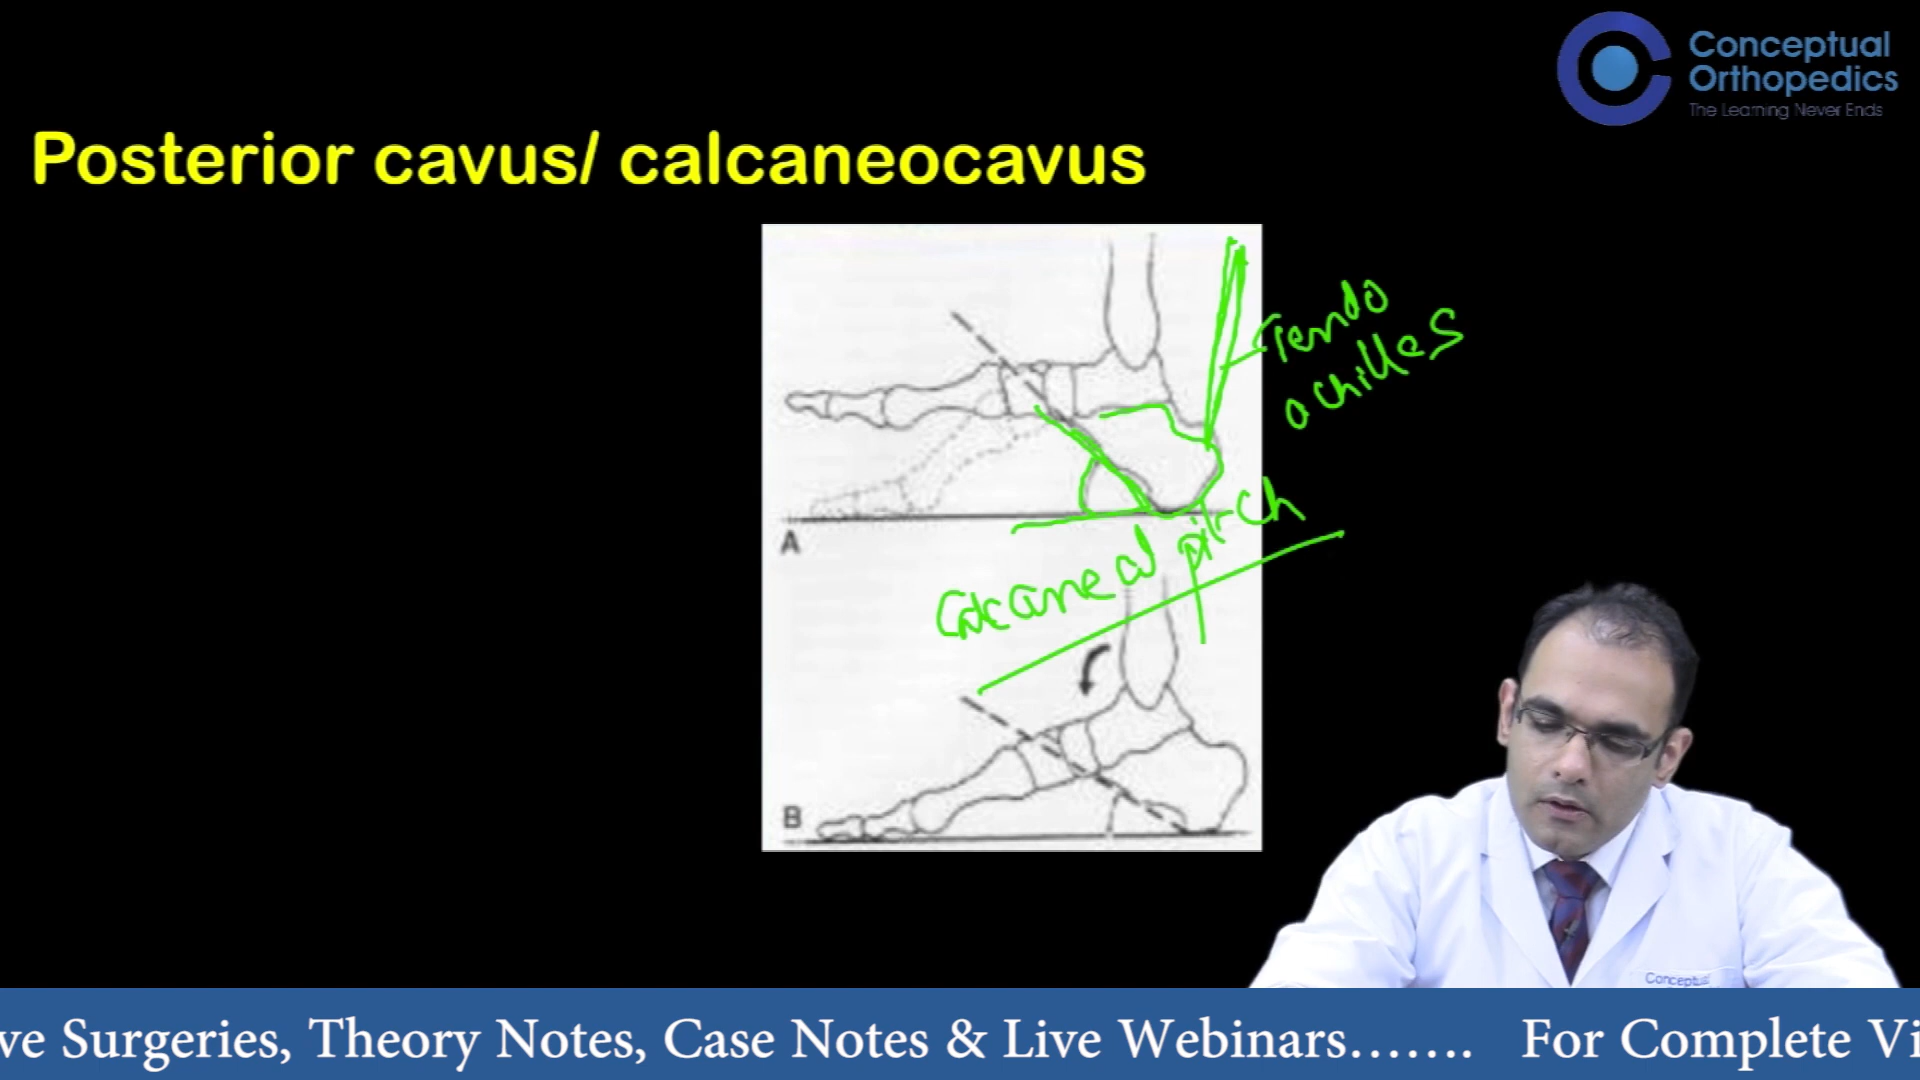 Conceptual
Orthopedics
The Learning Never Ends
Posterior cavus/ calcaneocavus
Tendo
achilles
A
Calcaneal pitch
B
Conceptual
ve Surgeries, Theory Notes, Case Notes & Live Webinars....... For Complete Vi